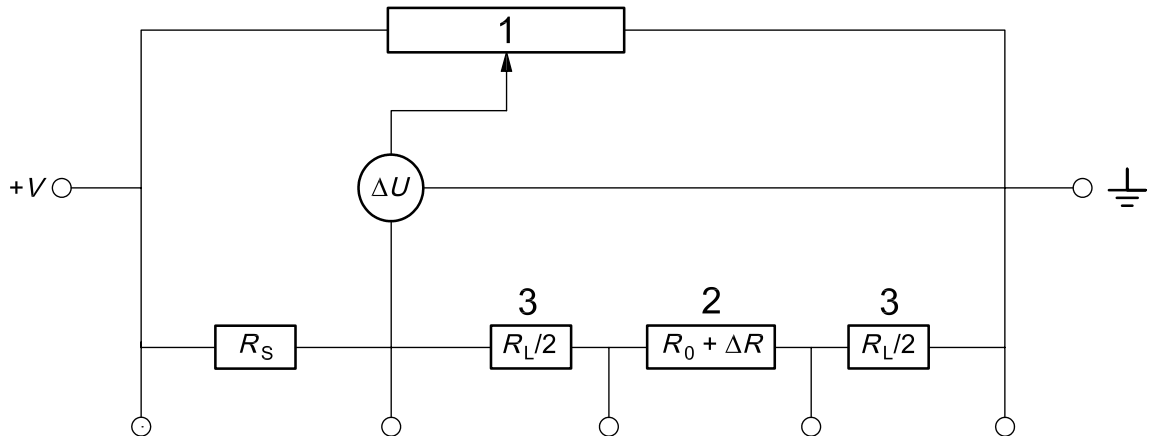 1
+V
ΔU
3
2
3
R_S
R_L/2
R_0 + ΔR
R_L/2